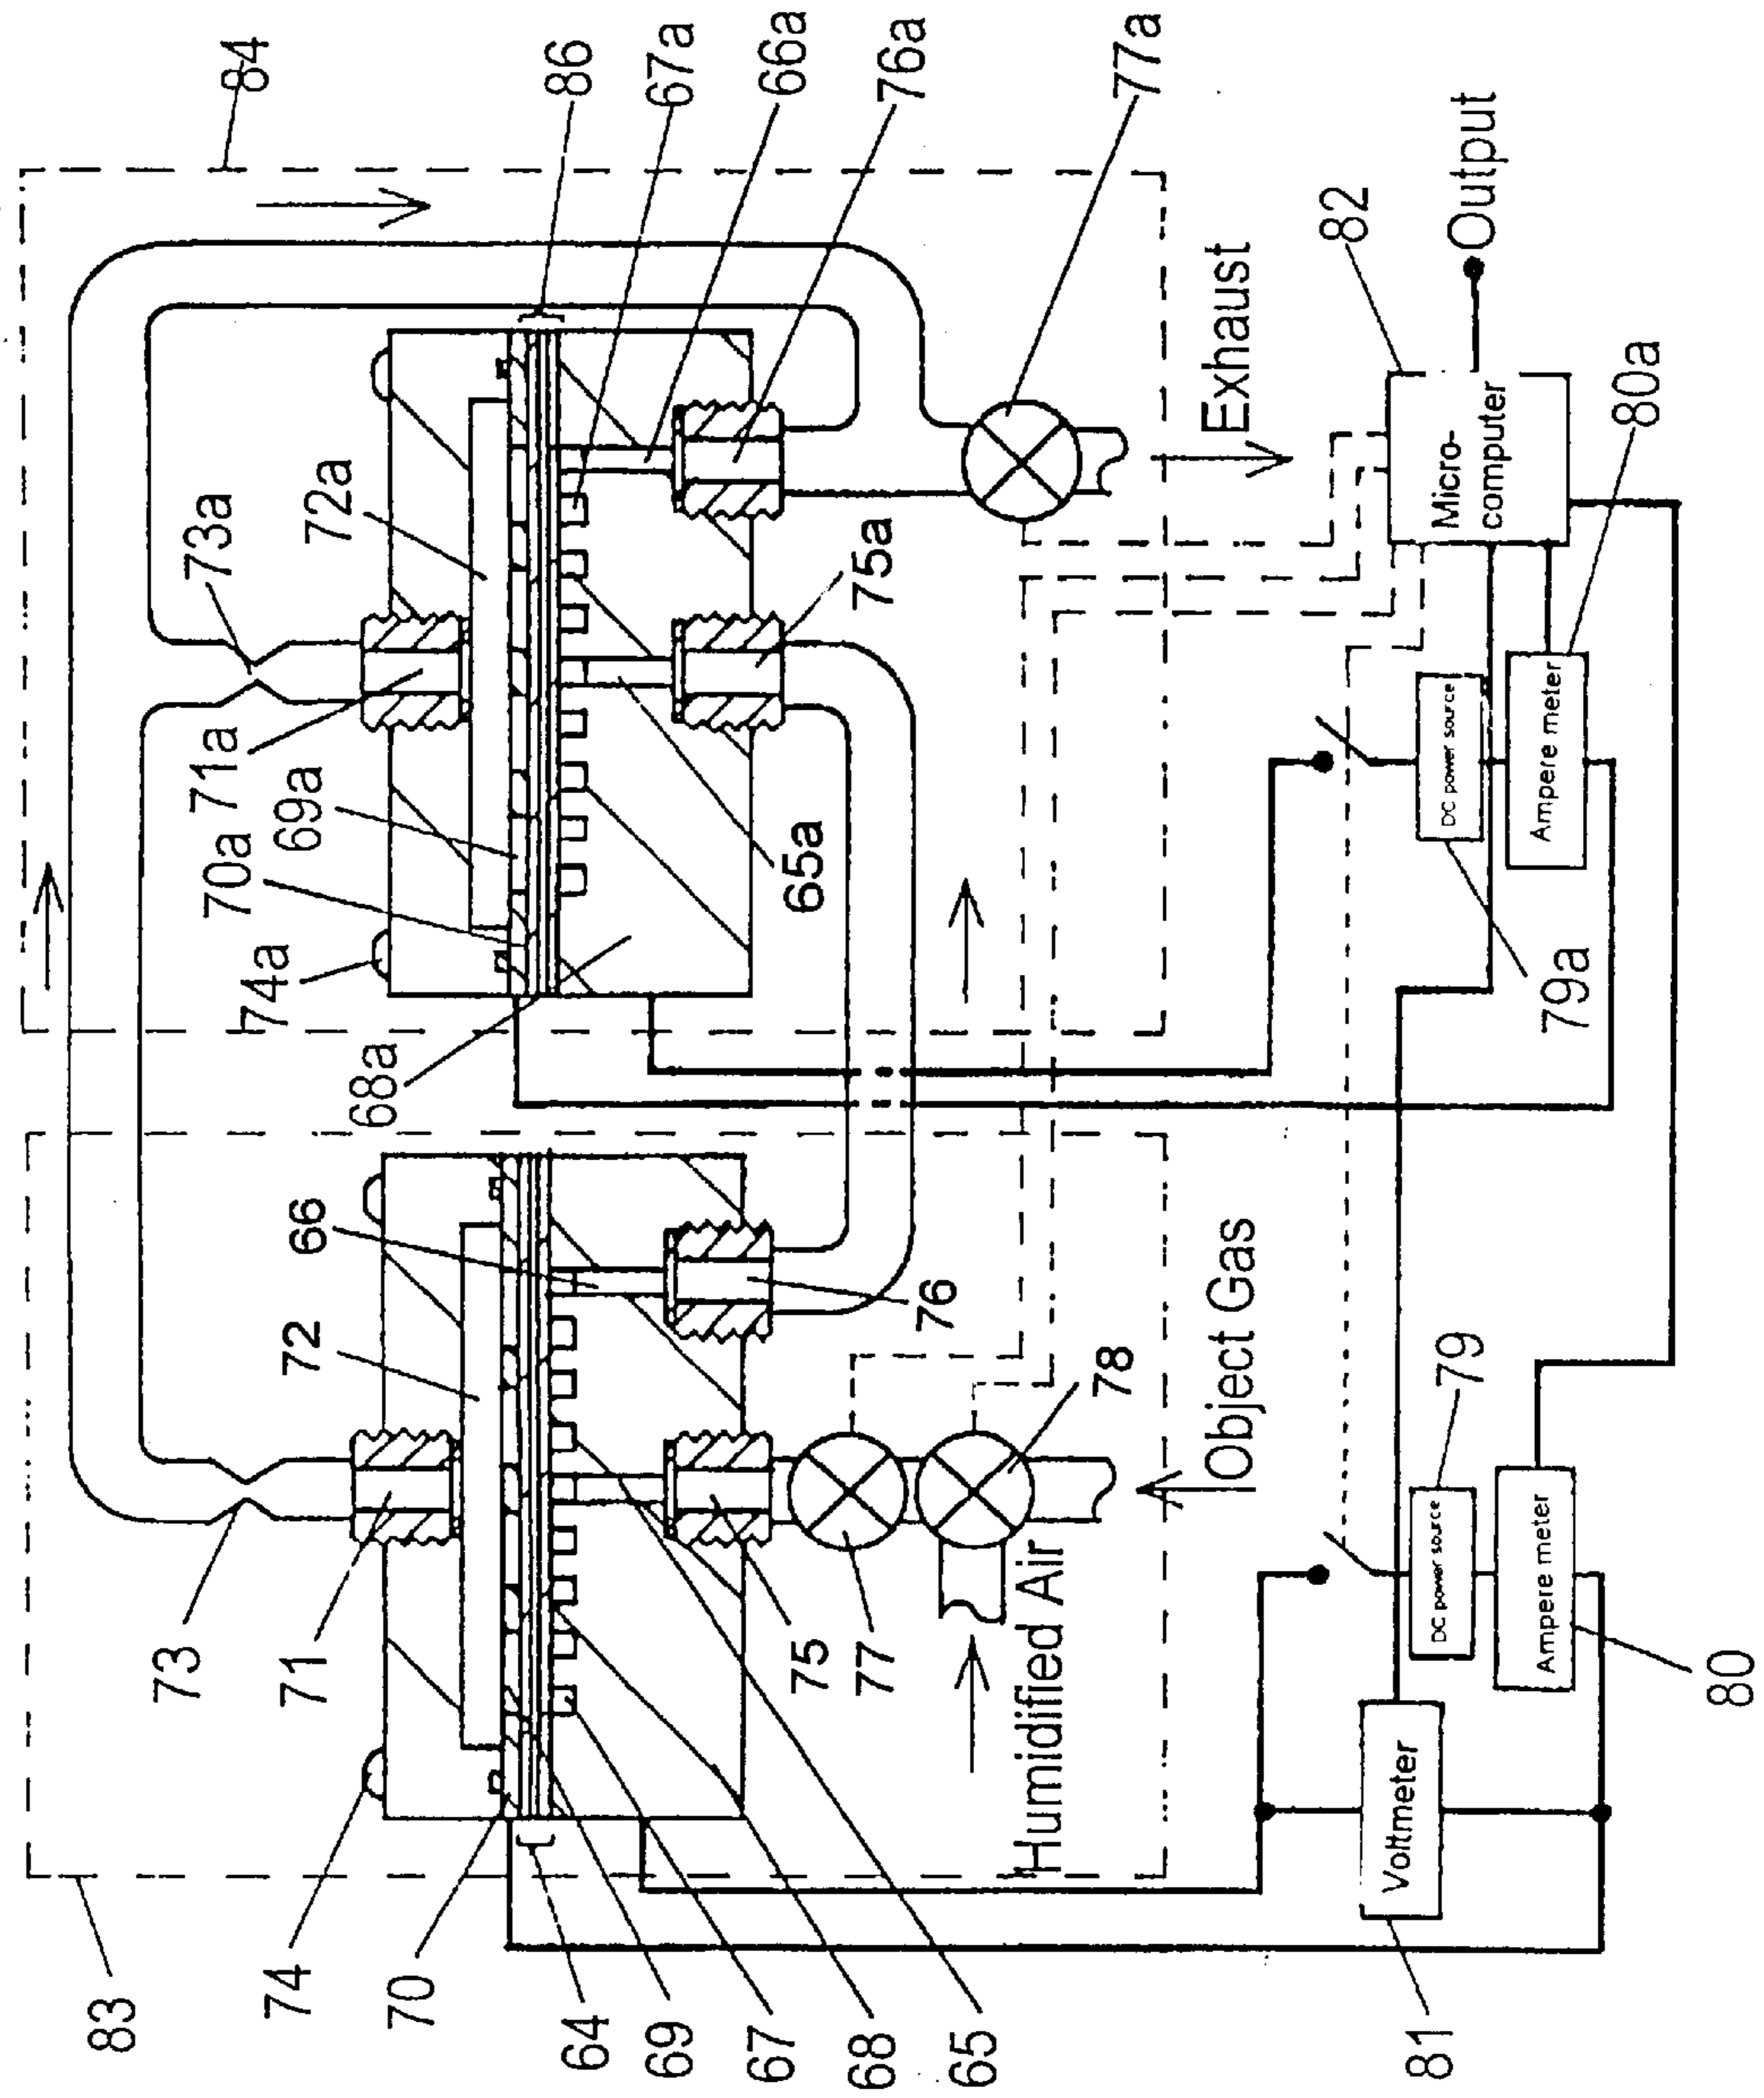 84
86
67a
66a
76a
77a
73a
72a
71a
69a
70a
74a
68a
65a
75a
Exhaust
82
Output
Micro-
computer
80a
DC power source
Ampere meter
79a
66
72
76
78
73
71
75
77
74
70
83
64
69
67
68
65
Humidified Air
Object Gas
79
DC power source
Ampere meter
80
Voltmeter
81